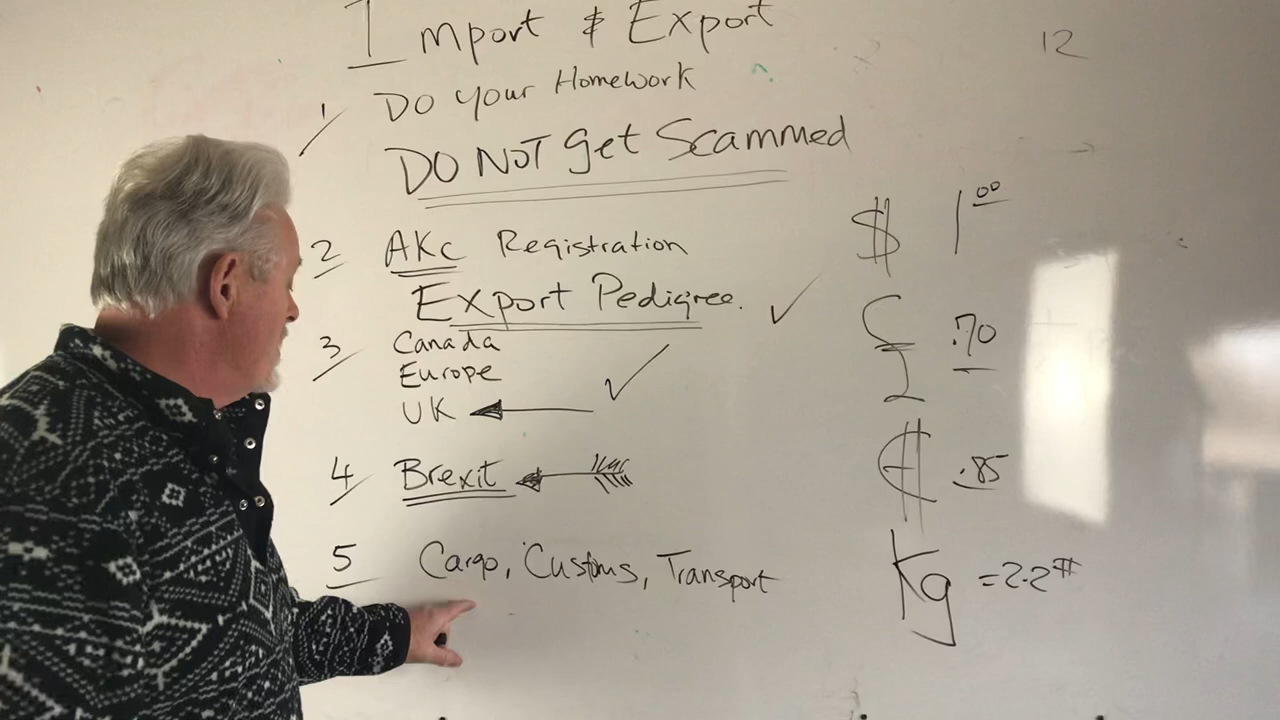 Import & Export
12
1/ Do your Homework
DO NOT get Scammed
2/ AKC Registration
Export Pedigree. ✓
3/ Canada
Europe ✓
UK
4/ Brexit
5 Cargo, Customs, Transport
$ 1.00
£ .70
.85
Kg = 2.2#